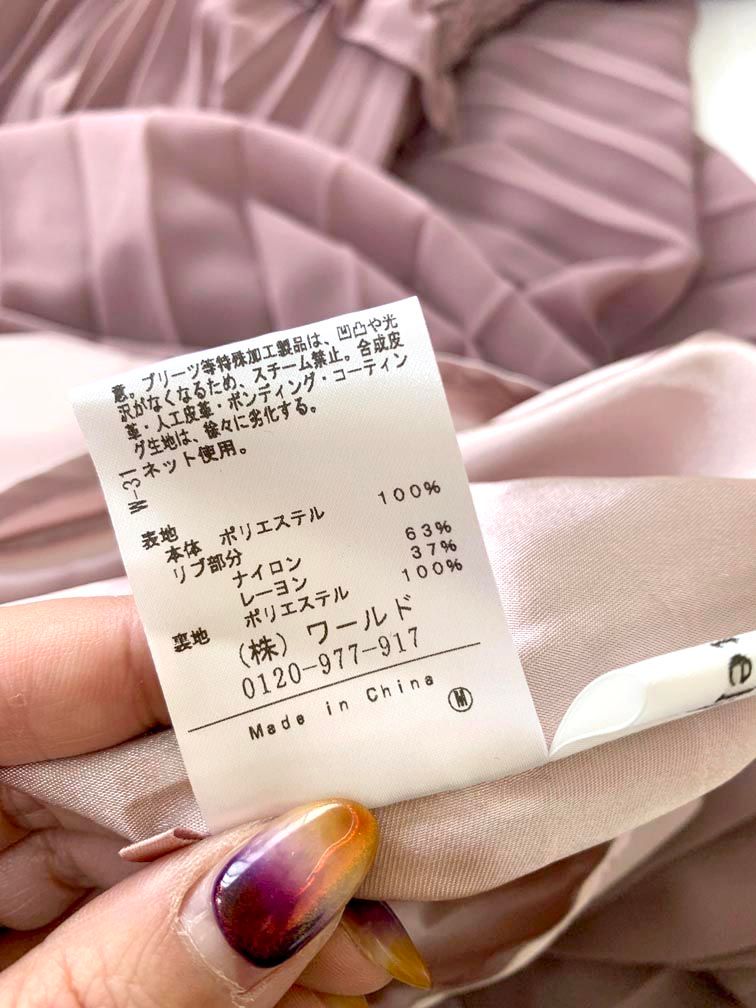 意。プリーツ等特殊加工製品は、凹凸や光
沢がなくなるため、スチーム禁止。合成皮
革・人工皮革・ボンディング・コーティン
グ生地は、徐々に劣化する。
W-31
ネット使用。
表地
本体 ポリエステル 100%
リブ部分
ナイロン 63%
レーヨン 37%
裏地 ポリエステル 100%
(株) ワールド
0120-977-917
Made in China
M